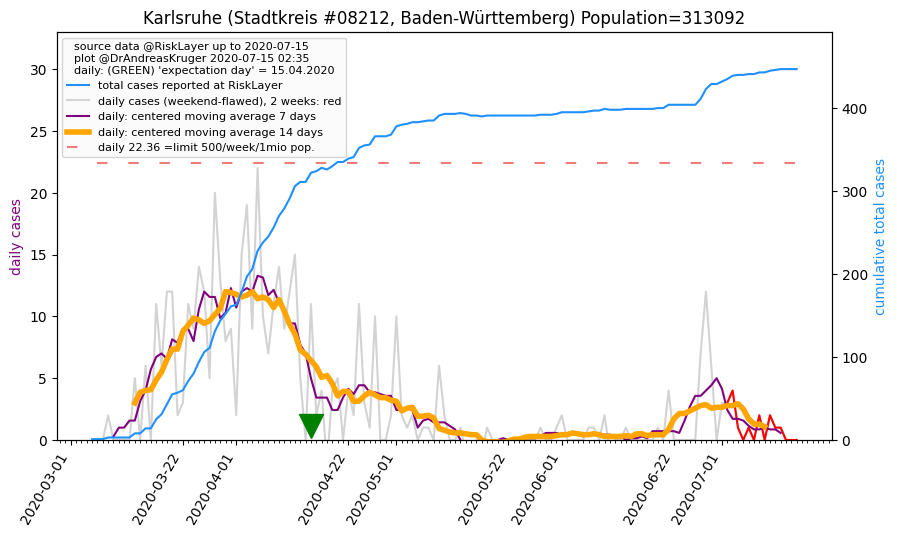 Karlsruhe (Stadtkreis #08212, Baden-Württemberg) Population=313092
source data @RiskLayer up to 2020-07-15
plot @DrAndreasKruger 2020-07-15 02:35
daily: (GREEN) 'expectation day' = 15.04.2020
total cases reported at RiskLayer
daily cases (weekend-flawed), 2 weeks: red
daily: centered moving average 7 days
daily: centered moving average 14 days
daily 22.36 =limit 500/week/1mio pop.
daily cases
30
25
20
15
10
5
0
cumulative total cases
400
300
200
100
0
2020-03-01
2020-03-22
2020-04-01
2020-04-22
2020-05-01
2020-05-22
2020-06-01
2020-06-22
2020-07-01